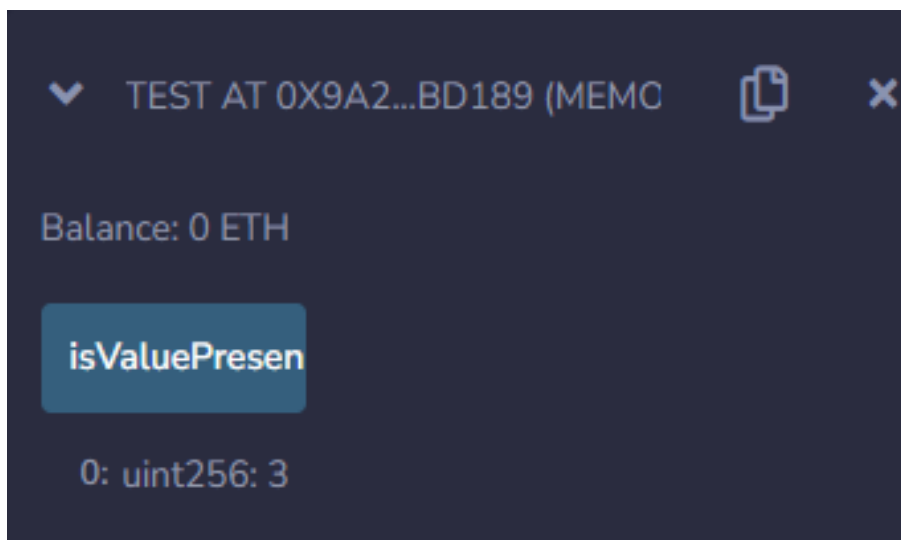 TEST AT 0X9A2...BD189 (MEMO
Balance: 0 ETH
isValuePresen
0: uint256: 3